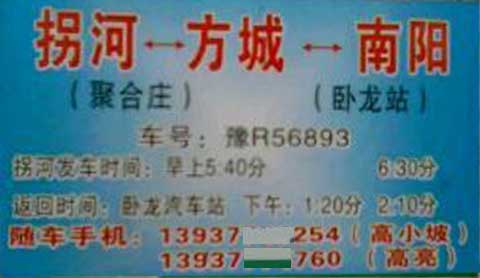 拐河↔方城↔南阳
(聚合庄) (卧龙站)
车号：豫R56893
拐河发车时间：早上5:40分 6:30分
返回时间：卧龙汽车站 下午：1:20分 2:10分
随车手机：13937 254(高小坡)
13937 760(高亮)